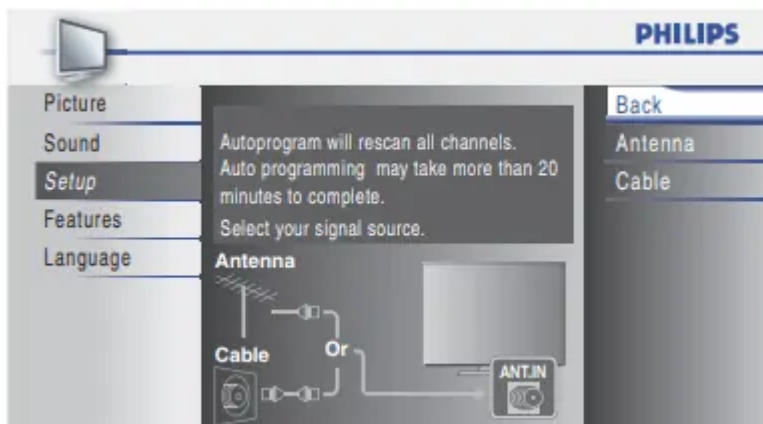 PHILIPS
Picture
Sound
Setup
Features
Language
Autoprogram will rescan all channels.
Auto programming may take more than 20
minutes to complete.
Select your signal source.
Antenna
Cable
Or
ANT.IN
Back
Antenna
Cable